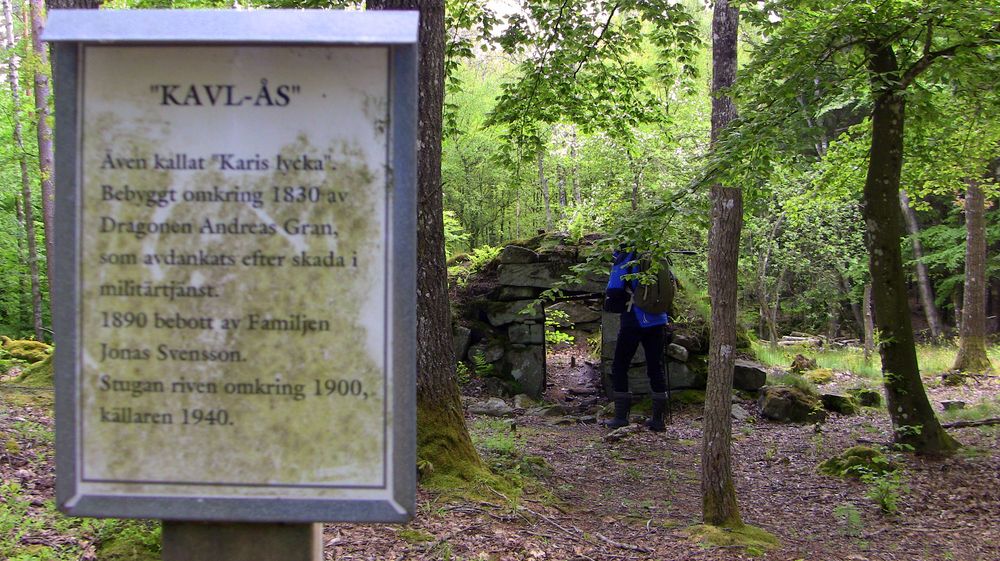 "KAVL-ÅS"
Även kallat "Karis lycka".
Bebyggt omkring 1830 av
Dragonen Andreas Gran,
som avdankats efter skada i
militärtjänst.
1890 bebott av Familjen
Jonas Svensson.
Stugan riven omkring 1900,
källaren 1940.